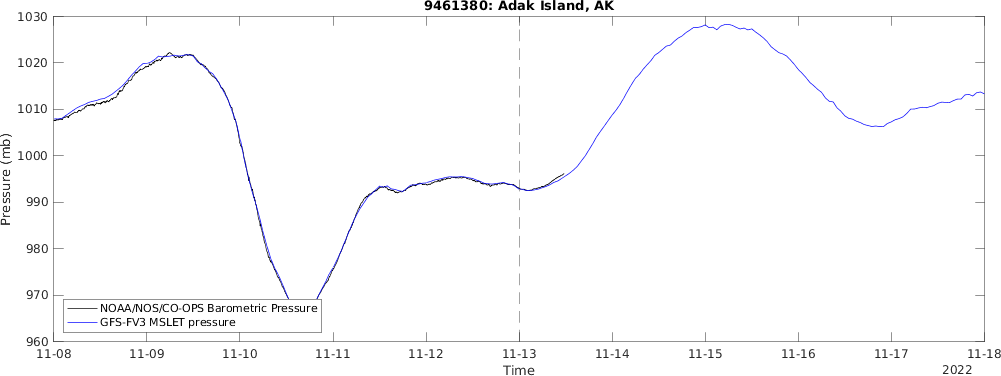 9461380: Adak Island, AK
Pressure (mb)
1030
1020
1010
1000
990
980
970
960
NOAA/NOS/CO-OPS Barometric Pressure
GFS-FV3 MSLET pressure
11-08 11-09 11-10 11-11 11-12 11-13 11-14 11-15 11-16 11-17 11-18
Time
2022